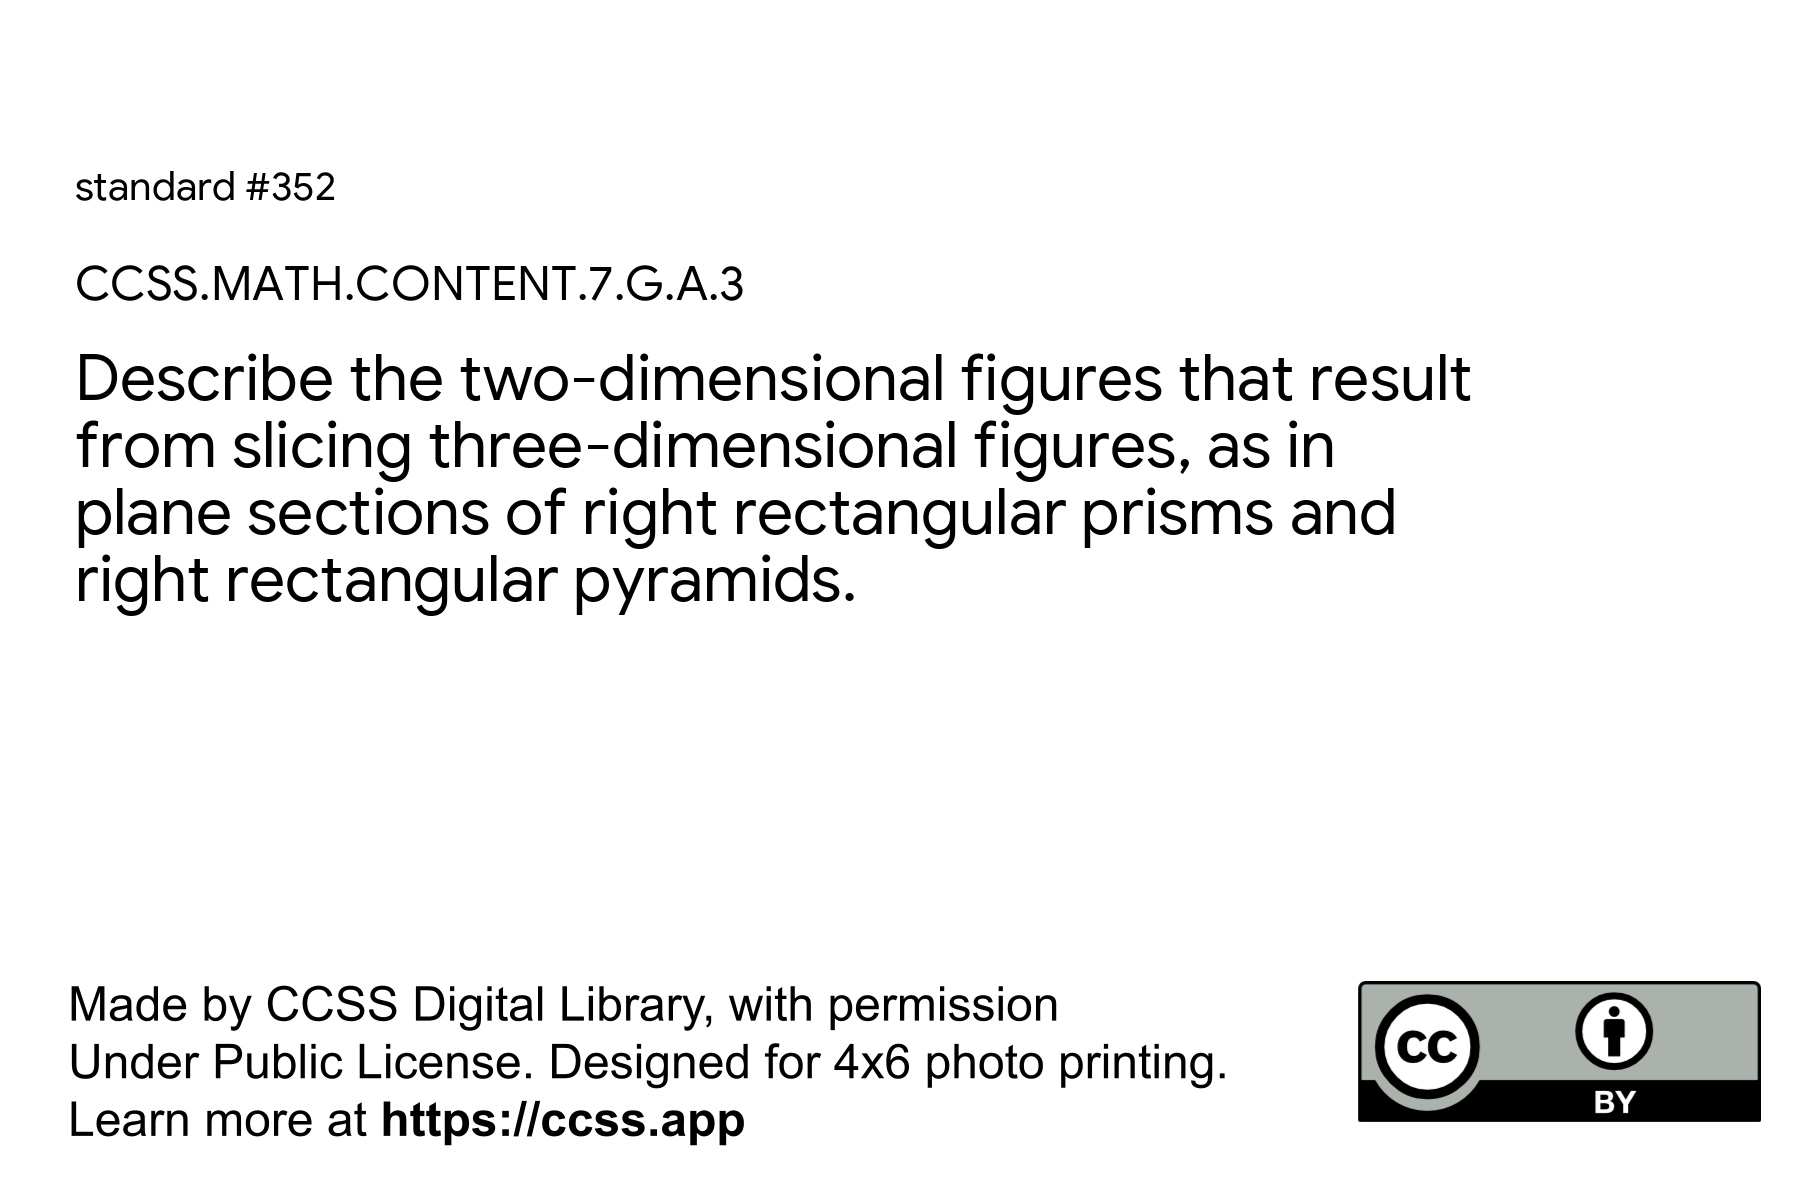 standard #352
CCSS.MATH.CONTENT.7.G.A.3
Describe the two-dimensional figures that result
from slicing three-dimensional figures, as in
plane sections of right rectangular prisms and
right rectangular pyramids.
Made by CCSS Digital Library, with permission
Under Public License. Designed for 4x6 photo printing.
Learn more at https://ccss.app
cc
BY